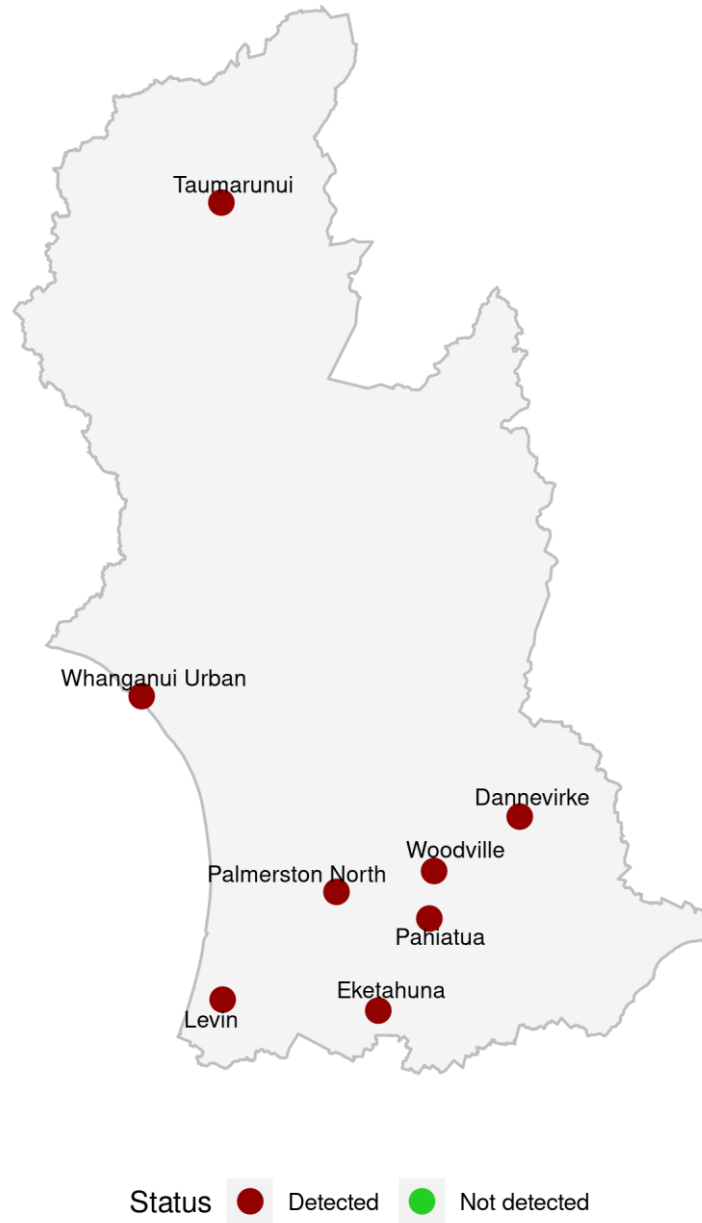 Taumarunui
Whanganui Urban
Dannevirke
Woodville
Palmerston North
Pahiatua
Eketahuna
Levin
Status Detected Not detected